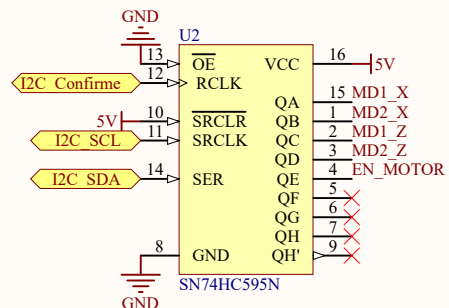 GND
U2
13 OE VCC 16 5V
I2C_Confirme 12 RCLK
QA 15 MD1_X
5V 10 SRCLR QB 1 MD2_X
I2C_SCL 11 SRCLK QC 2 MD1_Z
QD 3 MD2_Z
I2C_SDA 14 SER QE 4 EN_MOTOR
QF 5
QG 6
QH 7
8 GND QH' 9
SN74HC595N
GND